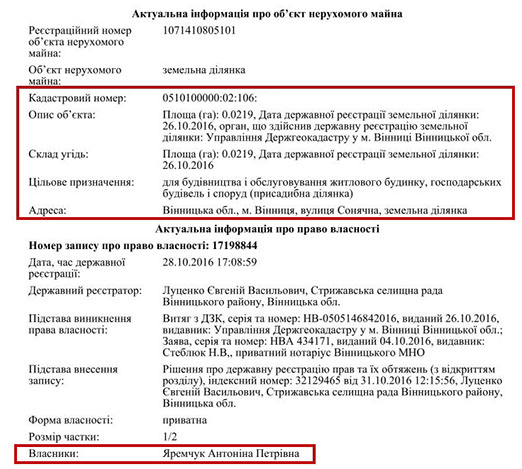 Актуальна інформація про об’єкт нерухомого майна
Реєстраційний номер 1071410805101
об’єкта нерухомого
майна:
Об’єкт нерухомого земельна ділянка
майна:
Кадастровий номер: 0510100000:02:106:
Опис об’єкта: Площа (га): 0.0219, Дата державної реєстрації земельної ділянки:
26.10.2016, орган, що здійснив державну реєстрацію земельної
ділянки: Управління Держгеокадастру у м. Вінниці Вінницької обл.
Склад угідь: Площа (га): 0.0219, Дата державної реєстрації земельної ділянки:
26.10.2016
Цільове призначення: для будівництва і обслуговування житлового будинку, господарських
будівель і споруд (присадибна ділянка)
Адреса: Вінницька обл., м. Вінниця, вулиця Сонячна, земельна ділянка
Актуальна інформація про право власності
Номер запису про право власності: 17198844
Дата, час державної 28.10.2016 17:08:59
реєстрації:
Державний реєстратор: Луценко Євгеній Васильович, Стрижавська селищна рада
Вінницького району, Вінницька обл.
Підстава виникнення Витяг з ДЗК, серія та номер: НВ-0505146842016, виданий 26.10.2016,
права власності: видавник: Управління Держгеокадастру у м. Вінниці Вінницької обл.;
Заява, серія та номер: НВА 434171, виданий 04.10.2016, видавник:
Стеблюк Н.В,, приватний нотаріус Вінницького МНО
Підстава внесення Рішення про державну реєстрацію прав та їх обтяжень (з відкриттям
запису: розділу), індексний номер: 32129465 від 31.10.2016 12:15:56, Луценко
Євгеній Васильович, Стрижавська селищна рада Вінницького району,
Вінницька обл.
Форма власності: приватна
Розмір частки: 1/2
Власники: Яремчук Антоніна Петрівна